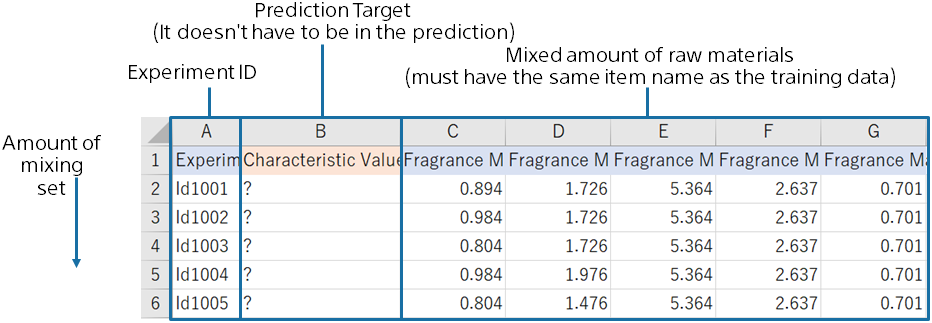 Prediction Target
(It doesn't have to be in the prediction)
Mixed amount of raw materials
(must have the same item name as the training data)
Experiment ID
Amount of
mixing
set
A B C D E F G
1 Experim Characteristic Value Fragrance M Fragrance M Fragrance M Fragrance M Fragrance Ma
2 Id1001 ? 0.894 1.726 5.364 2.637 0.701
3 Id1002 ? 0.984 1.726 5.364 2.637 0.701
4 Id1003 ? 0.804 1.726 5.364 2.637 0.701
5 Id1004 ? 0.984 1.976 5.364 2.637 0.701
6 Id1005 ? 0.804 1.476 5.364 2.637 0.701